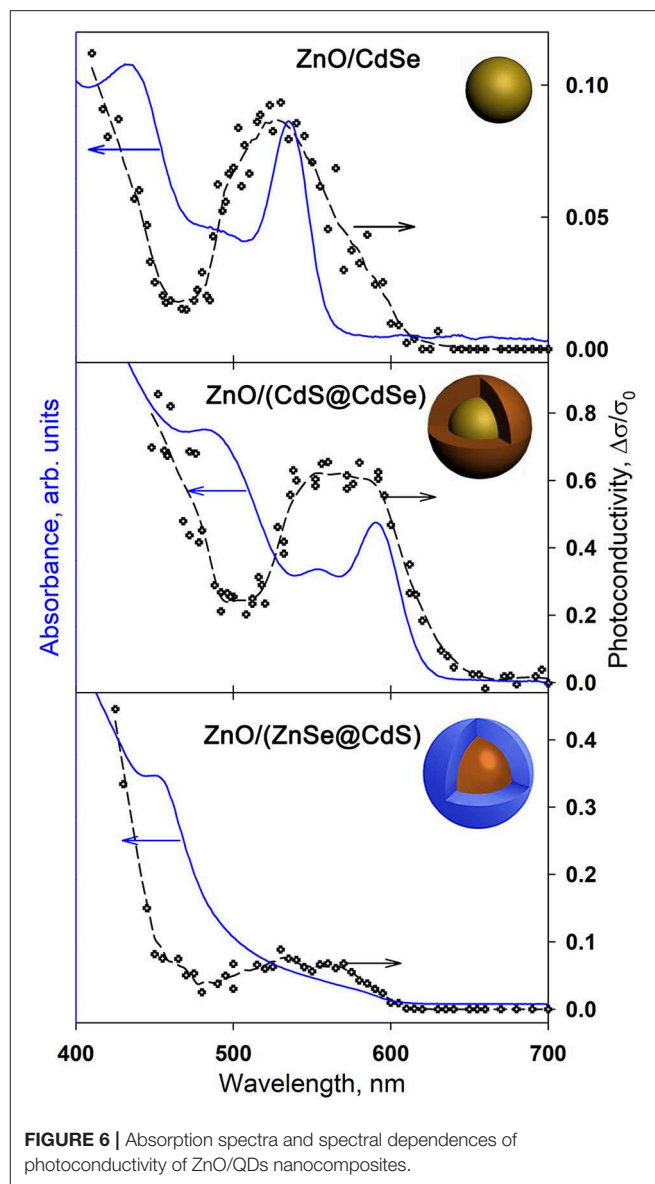 ZnO/CdSe
0.10
0.05
0.00
ZnO/(CdS@CdSe)
0.8
0.6
0.4
0.2
0.0
ZnO/(ZnSe@CdS)
0.4
0.3
0.2
0.1
0.0
Absorbance, arb. units
Photoconductivity, Δσ/σ₀
400
500
600
700
Wavelength, nm
FIGURE 6 | Absorption spectra and spectral dependences of
photoconductivity of ZnO/QDs nanocomposites.